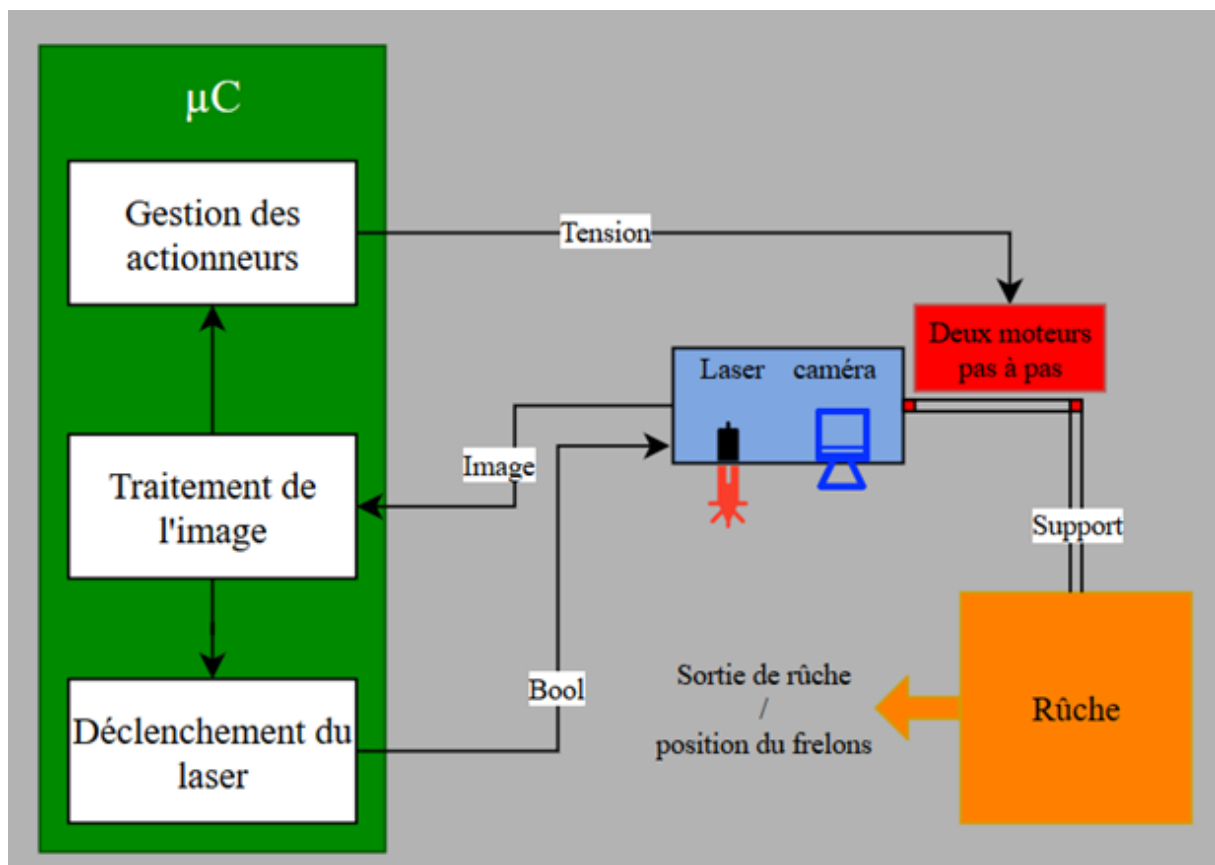 µC
Gestion des
actionneurs
Tension
Deux moteurs
pas à pas
Laser caméra
Image
Traitement de
l'image
Support
Bool
Sortie de rûche
/
position du frelons
Rûche
Déclenchement du
laser